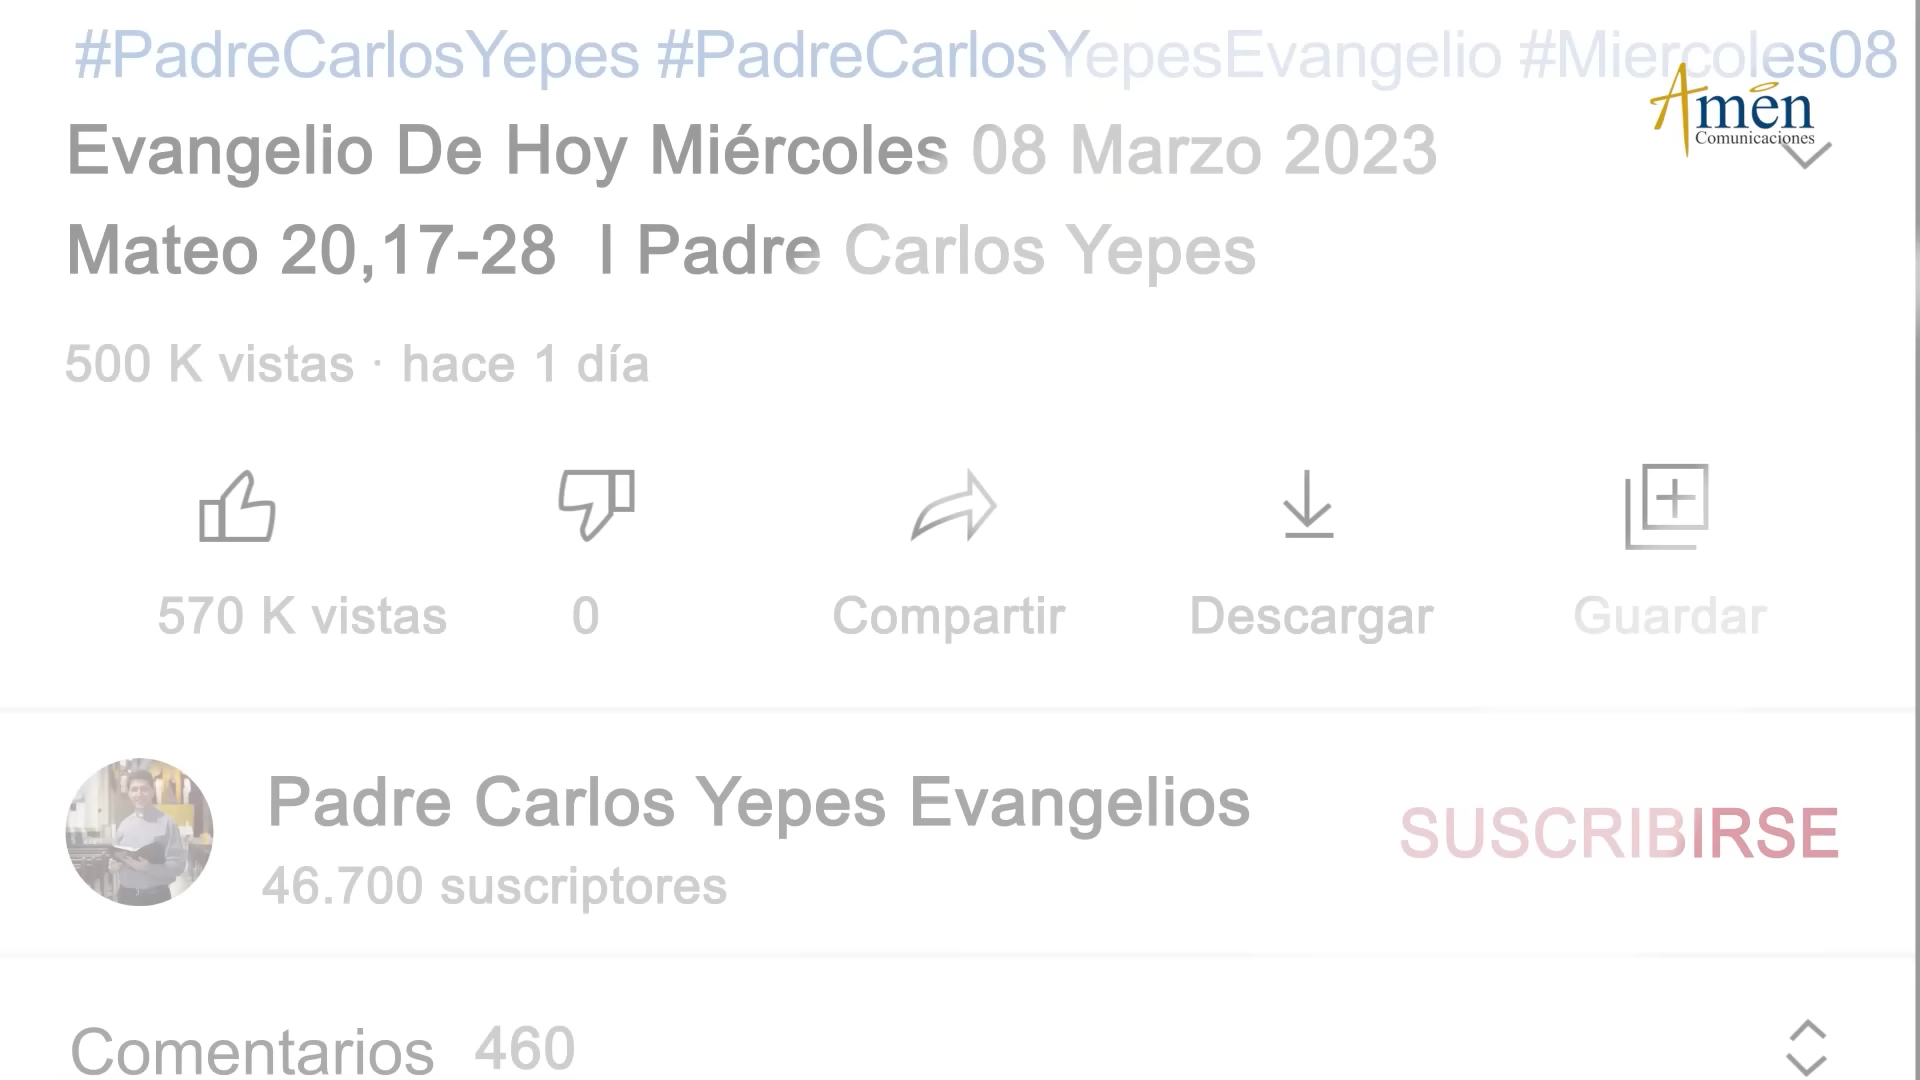 #PadreCarlosYepes #PadreCarlosYepesEvangelio #Miercoles08
Amén
Comunicaciones
Evangelio De Hoy Miércoles 08 Marzo 2023
Mateo 20,17-28 l Padre Carlos Yepes
500 K vistas · hace 1 día
570 K vistas 0 Compartir Descargar Guardar
Padre Carlos Yepes Evangelios
SUSCRIBIRSE
46.700 suscriptores
Comentarios 460